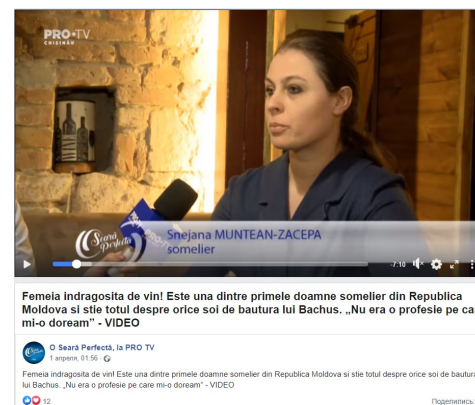 PRO•TV
CHIȘINĂU
Seară
Perfectă
Snejana MUNTEAN-ZACEPA
somelier
-7:10
Femeia indragosita de vin! Este una dintre primele doamne somelier din Republica
Moldova si stie totul despre orice soi de bautura lui Bachus. „Nu era o profesie pe ca
mi-o doream” - VIDEO
O Seară Perfectă, la PRO TV
1 апреля, 01:56 ·
Femeia indragosita de vin! Este una dintre primele doamne somelier din Republica Moldova si stie totul despre orice soi de bautura
lui Bachus. „Nu era o profesie pe care mi-o doream” - VIDEO
12
Поделились: